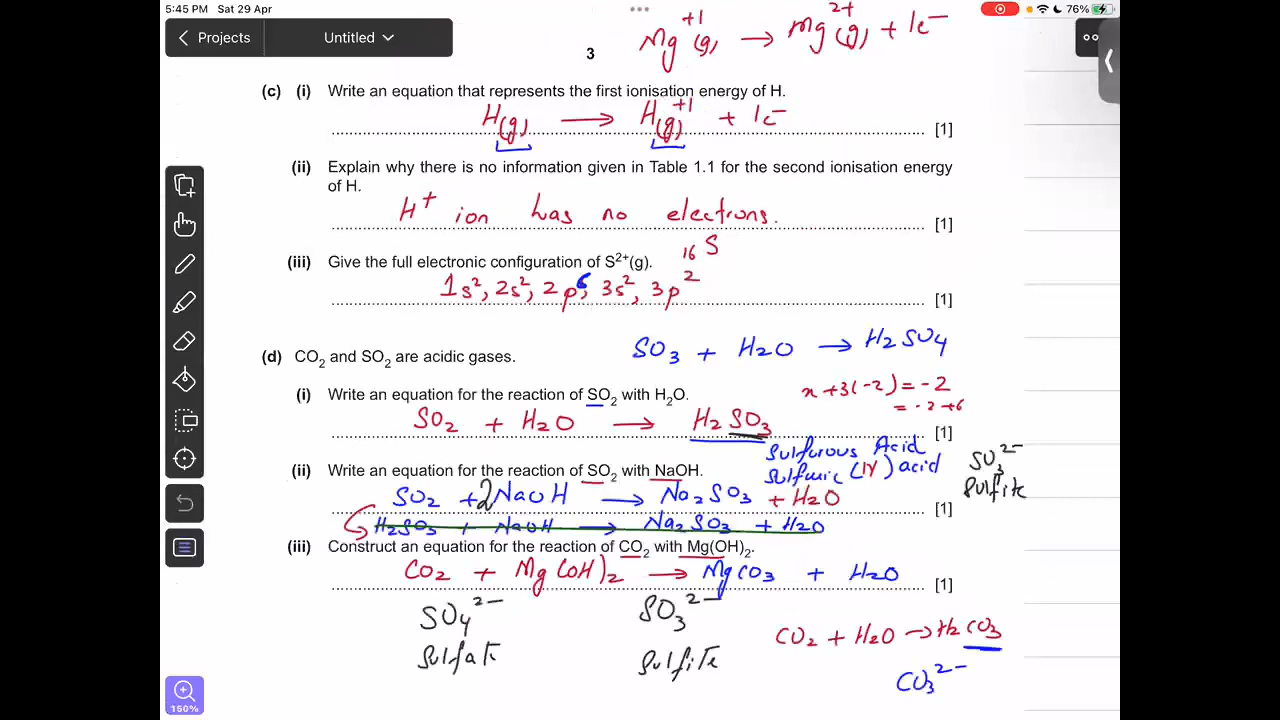 5:45 PM Sat 29 Apr
76%
Projects
Untitled
Mg⁺¹(g) → Mg²⁺(g) + 1e⁻
3
(c) (i) Write an equation that represents the first ionisation energy of H.
H(g) → H(g)⁺¹ + 1e⁻
[1]
(ii) Explain why there is no information given in Table 1.1 for the second ionisation energy
of H.
H⁺ ion has no electrons.
[1]
₁₆S
(iii) Give the full electronic configuration of S²⁺(g).
1s², 2s², 2p⁶, 3s², 3p²
[1]
SO₃ + H₂O → H₂SO₄
(d) CO₂ and SO₂ are acidic gases.
x + 3(-2) = -2
= -2 +6
(i) Write an equation for the reaction of SO₂ with H₂O.
SO₂ + H₂O → H₂SO₃
[1]
Sulfurous Acid
Sulfuric (IV) acid
SO₃²⁻
Sulfite
(ii) Write an equation for the reaction of SO₂ with NaOH.
SO₂ + 2NaOH → Na₂SO₃ + H₂O
[1]
H₂SO₃ + NaOH → Na₂SO₃ + H₂O
(iii) Construct an equation for the reaction of CO₂ with Mg(OH)₂.
CO₂ + Mg(OH)₂ → MgCO₃ + H₂O
[1]
SO₄²⁻ SO₃²⁻
Sulfate Sulfite
CO₂ + H₂O → H₂CO₃
CO₃²⁻
150%